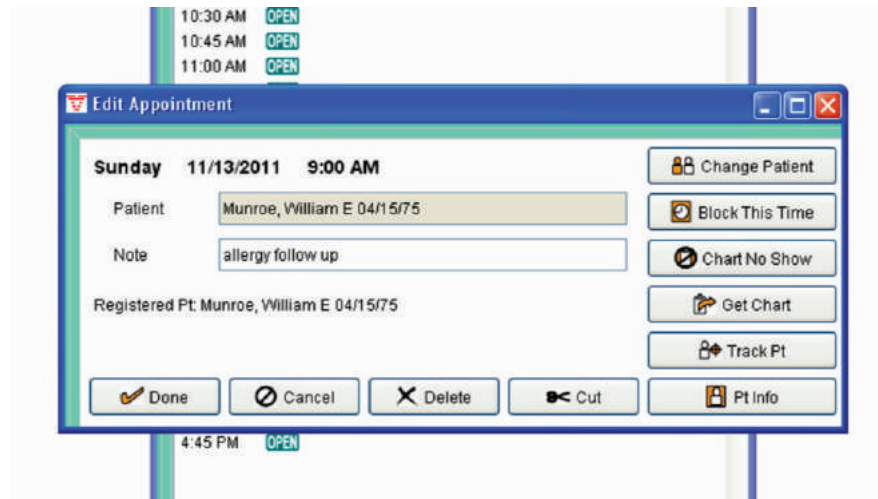 10:30 AM OPEN
10:45 AM OPEN
11:00 AM OPEN
Edit Appointment
Sunday 11/13/2011 9:00 AM
Patient Munroe, William E 04/15/75
Note allergy follow up
Registered Pt: Munroe, William E 04/15/75
Change Patient
Block This Time
Chart No Show
Get Chart
Track Pt
Done Cancel Delete Cut Pt Info
4:45 PM OPEN